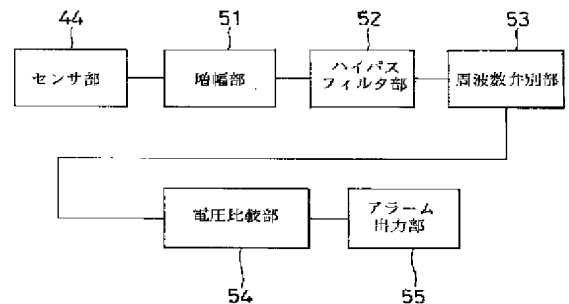 44
51
52
53
センサ部
増幅部
ハイパス
フィルタ部
周波数弁別部
電圧比較部
アラーム
出力部
54
55